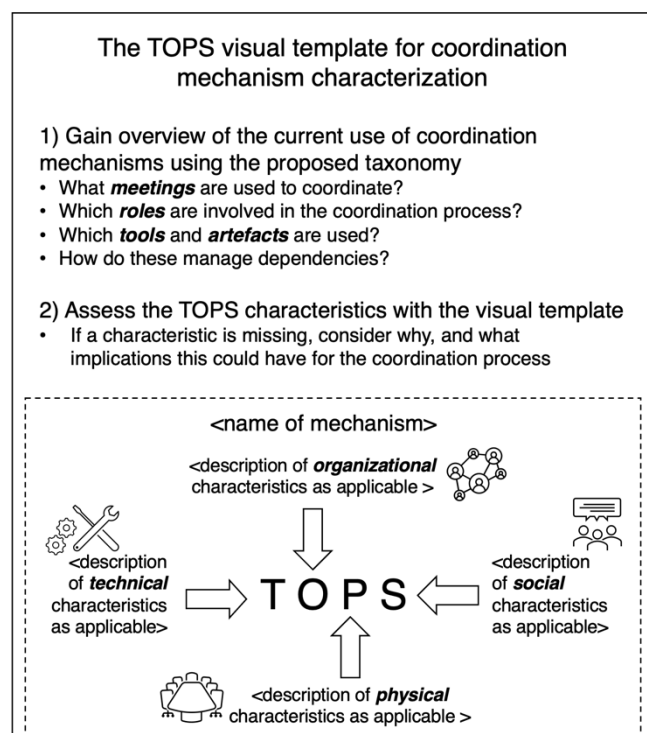 The TOPS visual template for coordination
mechanism characterization
1) Gain overview of the current use of coordination
mechanisms using the proposed taxonomy
• What meetings are used to coordinate?
• Which roles are involved in the coordination process?
• Which tools and artefacts are used?
• How do these manage dependencies?
2) Assess the TOPS characteristics with the visual template
• If a characteristic is missing, consider why, and what
implications this could have for the coordination process
<name of mechanism>
<description of organizational
characteristics as applicable >
<description
of technical
characteristics
as applicable>
T O P S
<description
of social
characteristics
as applicable>
<description of physical
characteristics as applicable >